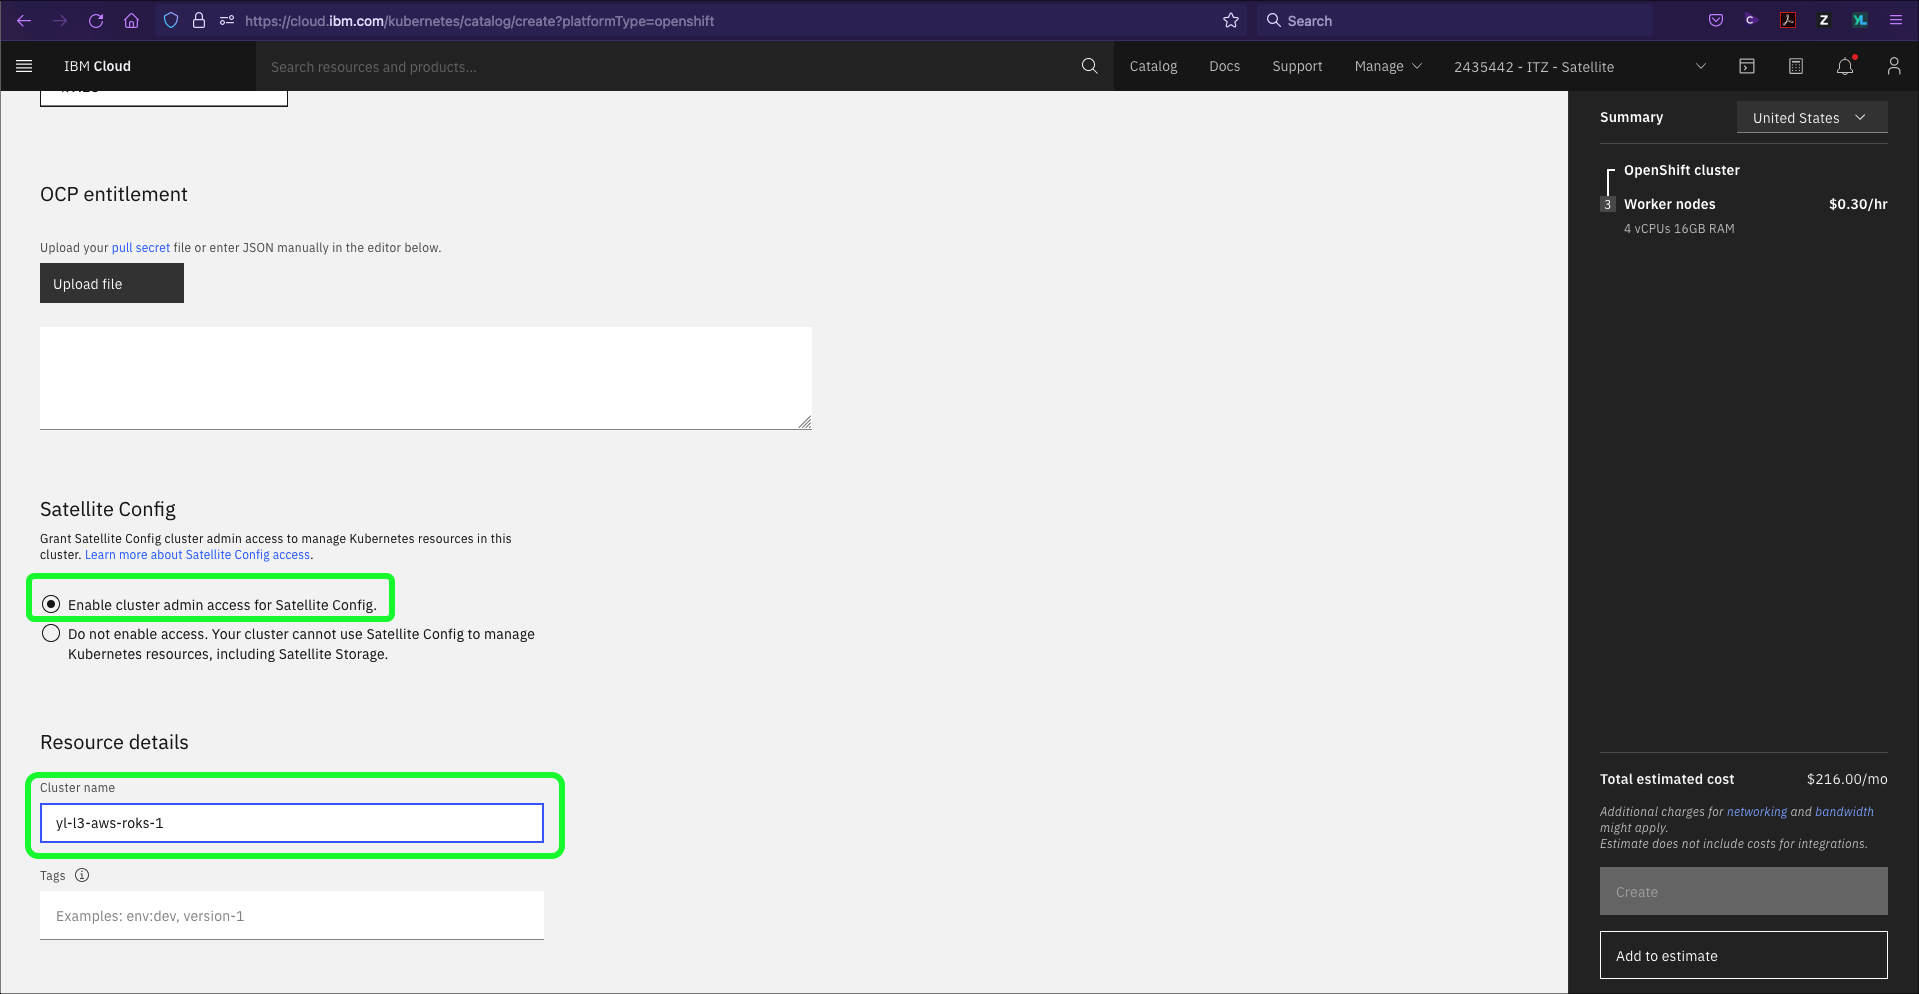 https://cloud.ibm.com/kubernetes/catalog/create?platformType=openshift
Search
IBM Cloud
Search resources and products...
Catalog
Docs
Support
Manage
2435442 - ITZ - Satellite
OCP entitlement
Upload your pull secret file or enter JSON manually in the editor below.
Upload file
Satellite Config
Grant Satellite Config cluster admin access to manage Kubernetes resources in this
cluster. Learn more about Satellite Config access.
Enable cluster admin access for Satellite Config.
Do not enable access. Your cluster cannot use Satellite Config to manage
Kubernetes resources, including Satellite Storage.
Resource details
Cluster name
yl-l3-aws-roks-1
Tags
Examples: env:dev, version-1
Summary
United States
OpenShift cluster
3 Worker nodes $0.30/hr
4 vCPUs 16GB RAM
Total estimated cost $216.00/mo
Additional charges for networking and bandwidth
might apply.
Estimate does not include costs for integrations.
Create
Add to estimate